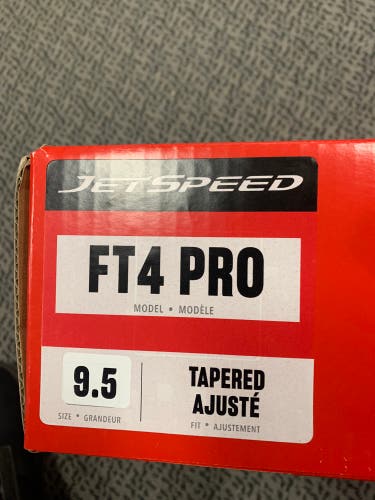 JETSPEED
FT4 PRO
MODEL • MODÈLE
9.5
SIZE • GRANDEUR
TAPERED
AJUSTÉ
FIT • AJUSTEMENT